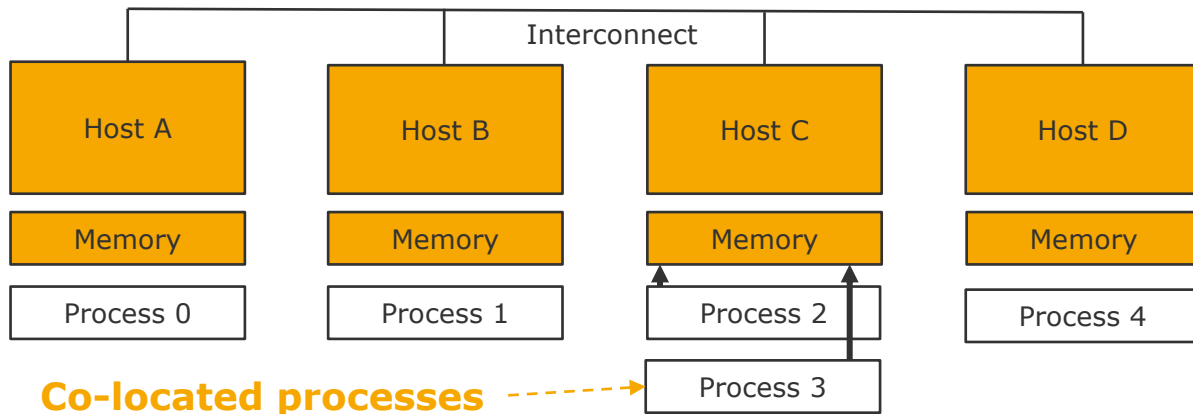 Interconnect
Host A
Host B
Host C
Host D
Memory
Memory
Memory
Memory
Process 0
Process 1
Process 2
Process 4
Co-located processes
Process 3